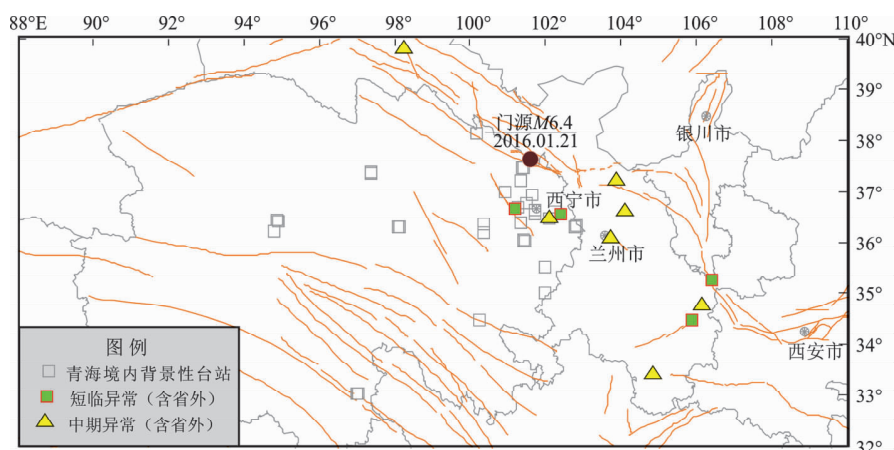 88°E 90° 92° 94° 96° 98° 100° 102° 104° 106° 108° 110°
40°N
39°
38°
37°
36°
35°
34°
33°
32°
门源M6.4
2016.01.21
银川市
西宁市
兰州市
西安市
图例
青海境内背景性台站
短临异常（含省外）
中期异常（含省外）